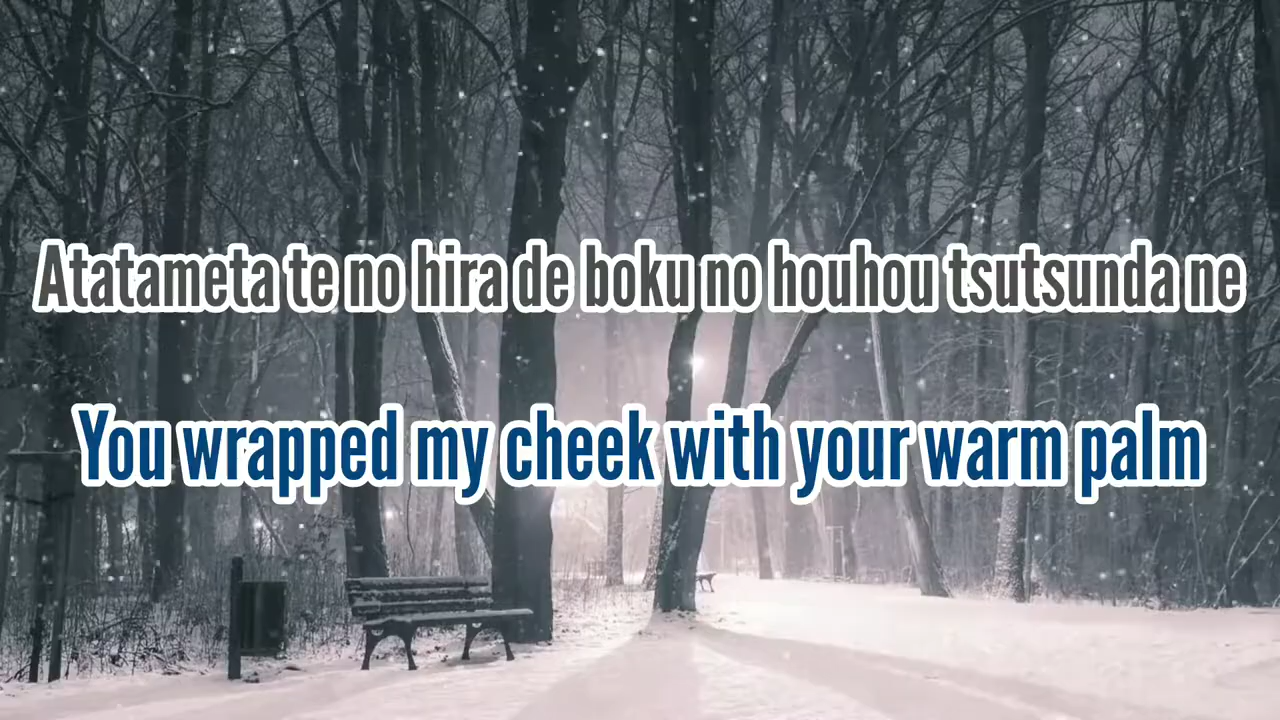 Atatameta te no hira de boku no houhou tsutsunda ne
You wrapped my cheek with your warm palm